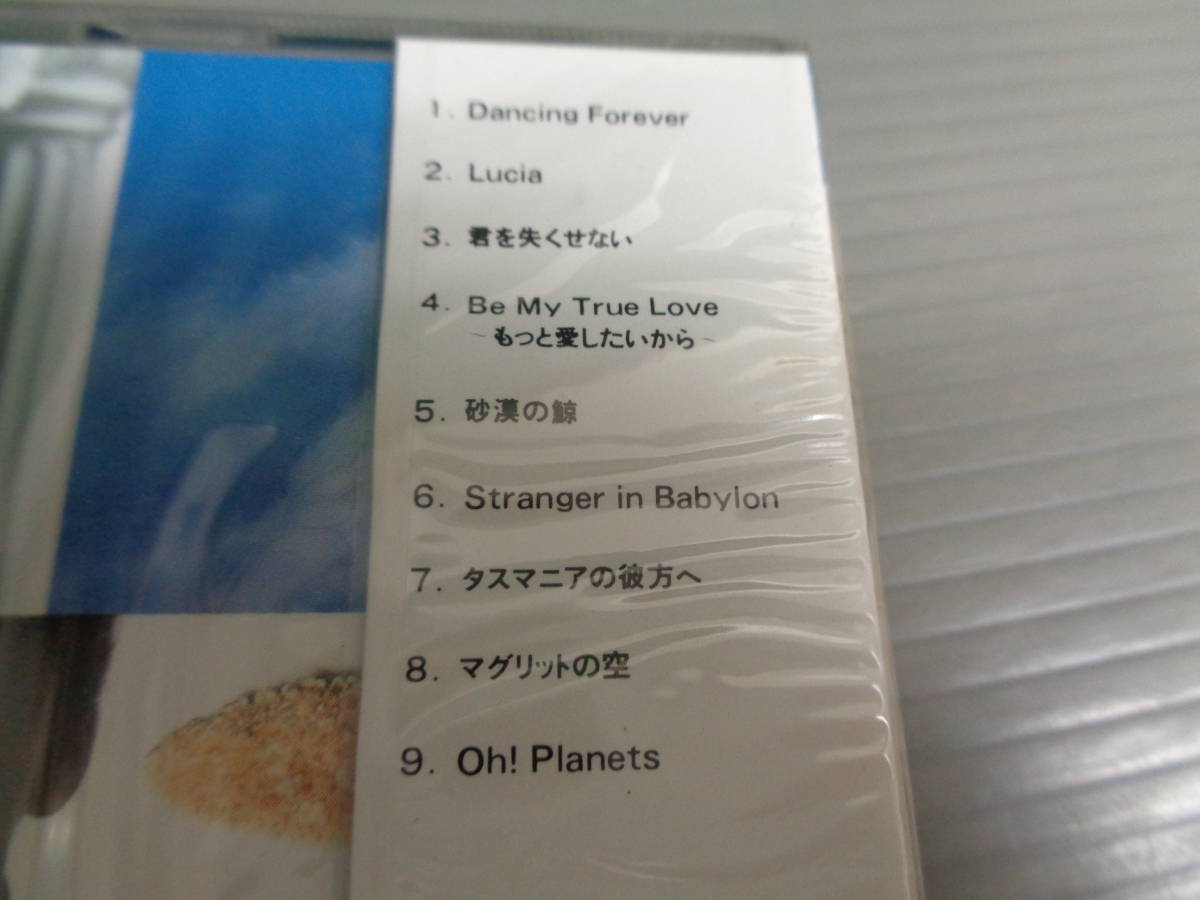 1. Dancing Forever
2. Lucia
3. 君を失くせない
4. Be My True Love
~もっと愛したいから~
5. 砂漠の鯨
6. Stranger in Babylon
7. タスマニアの彼方へ
8. マグリットの空
9. Oh! Planets